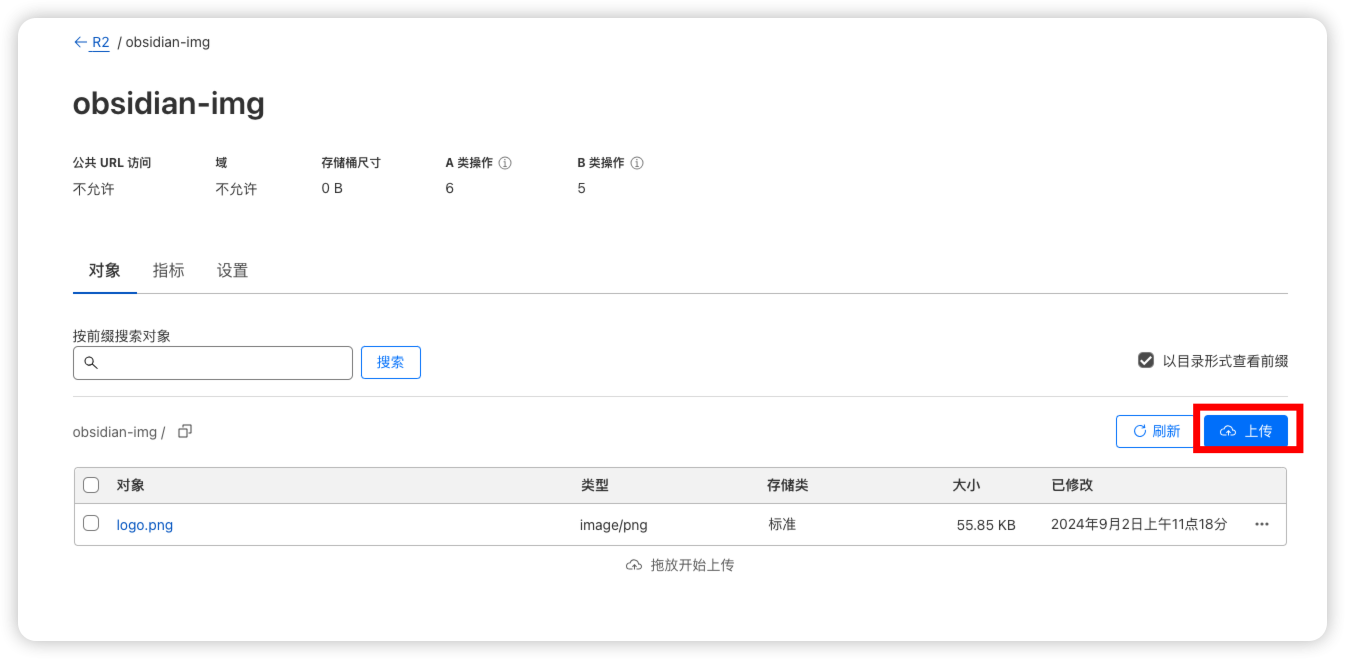 ← R2 / obsidian-img
obsidian-img
公共 URL 访问 域 存储桶尺寸 A 类操作 B 类操作
不允许 不允许 0 B 6 5
对象 指标 设置
按前缀搜索对象
搜索 以目录形式查看前缀
obsidian-img / 刷新 上传
对象 类型 存储类 大小 已修改
logo.png image/png 标准 55.85 KB 2024年9月2日上午11点18分 •••
拖放开始上传